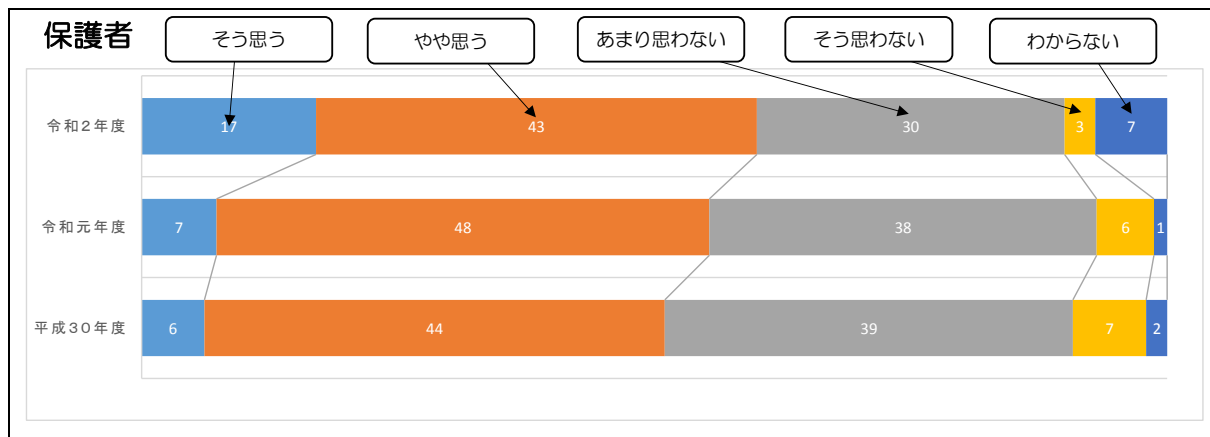 保護者
そう思う
やや思う
あまり思わない
そう思わない
わからない
令和2年度
17 43 30 3 7
令和元年度
7 48 38 6 1
平成30年度
6 44 39 7 2